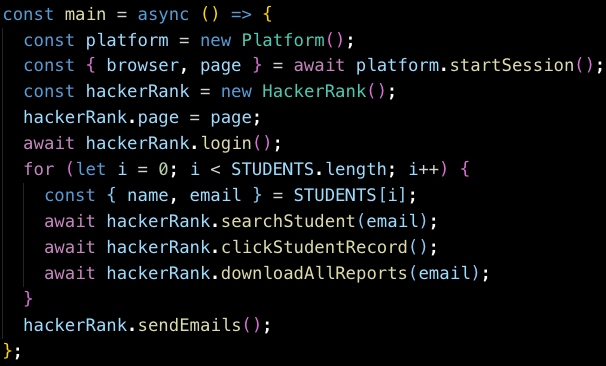 const main = async () => {
const platform = new Platform();
const { browser, page } = await platform.startSession();
const hackerRank = new HackerRank();
hackerRank.page = page;
await hackerRank.login();
for (let i = 0; i < STUDENTS.length; i++) {
const { name, email } = STUDENTS[i];
await hackerRank.searchStudent(email);
await hackerRank.clickStudentRecord();
await hackerRank.downloadAllReports(email);
}
hackerRank.sendEmails();
};